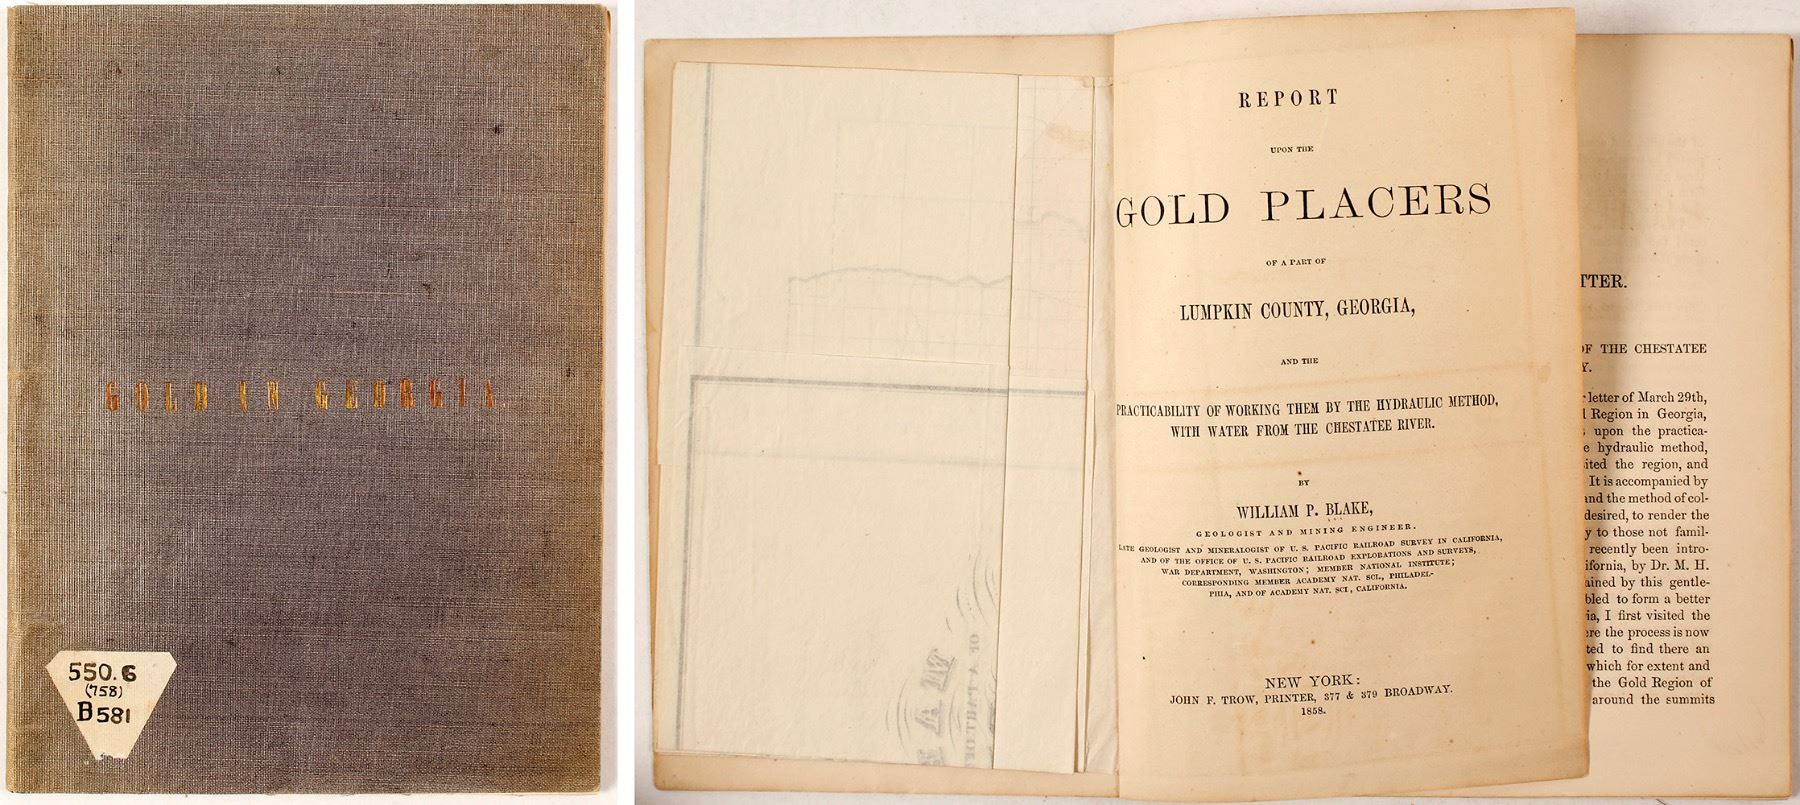 GOLD IN GEORGIA.
550.6
(758)
B581
REPORT
UPON THE
GOLD PLACERS
OF A PART OF
LUMPKIN COUNTY, GEORGIA,
AND THE
PRACTICABILITY OF WORKING THEM BY THE HYDRAULIC METHOD,
WITH WATER FROM THE CHESTATEE RIVER.
BY
WILLIAM P. BLAKE,
GEOLOGIST AND MINING ENGINEER.
LATE GEOLOGIST AND MINERALOGIST OF U. S. PACIFIC RAILROAD SURVEY IN CALIFORNIA,
AND OF THE OFFICE OF U. S. PACIFIC RAILROAD EXPLORATIONS AND SURVEYS,
WAR DEPARTMENT, WASHINGTON; MEMBER NATIONAL INSTITUTE;
CORRESPONDING MEMBER ACADEMY NAT. SCI., PHILADEL-
PHIA, AND OF ACADEMY NAT. SCI, CALIFORNIA.
NEW YORK:
JOHN F. TROW, PRINTER, 377 & 379 BROADWAY.
1858.
TTER.
OF THE CHESTATEE
Y.
letter of March 29th,
Region in Georgia,
upon the practica-
hydraulic method,
ited the region, and
It is accompanied by
and the method of col-
desired, to render the
y to those not famil-
recently been intro-
ifornia, by Dr. M. H.
ained by this gentle-
bled to form a better
ia, I first visited the
ere the process is now
ted to find there an
which for extent and
the Gold Region of
around the summits
MAP
OF A PART OF